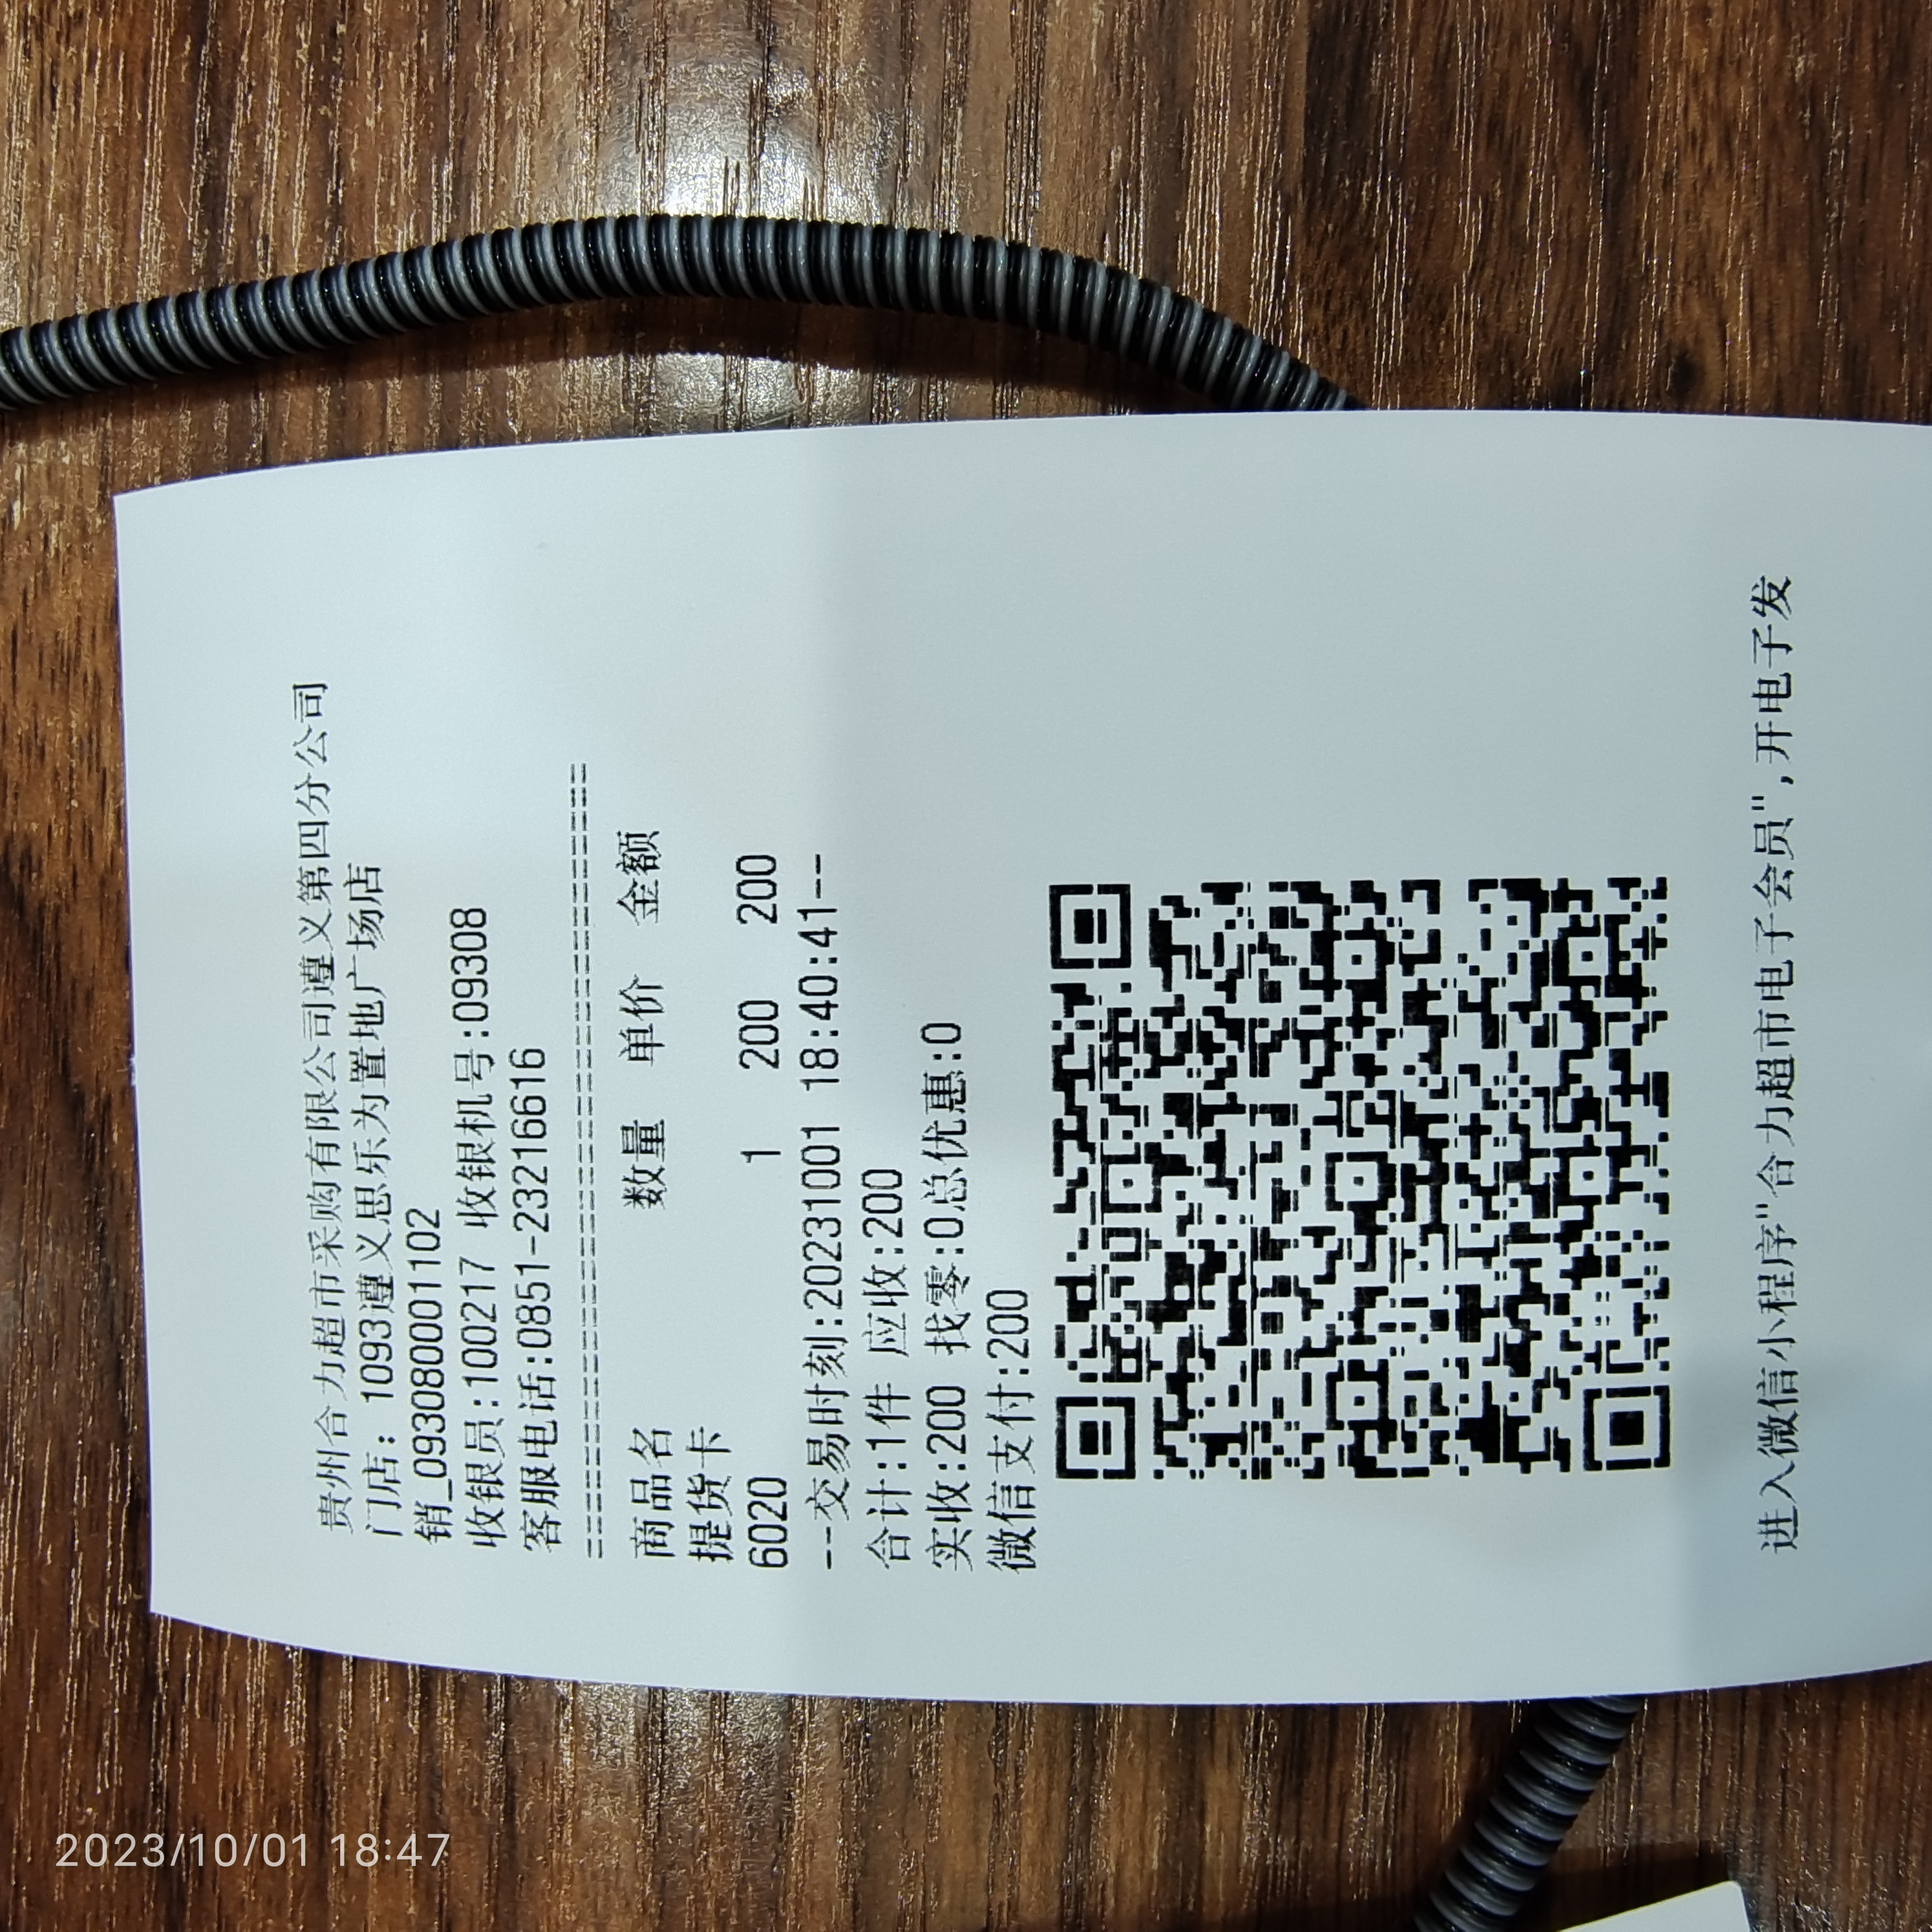 贵州合力超市采购有限公司遵义第四分公司
门店：1093遵义思乐为置地广场店
销_0930800001102
收银员:100217 收银机号:09308
客服电话:0851-23216616
================================
商品名 数量 单价 金额
提货卡
6020 1 200 200
--交易时刻:20231001 18:40:41--
合计:1件 应收:200
实收:200 找零:0总优惠:0
微信支付:200
进入微信小程序"合力超市电子会员",开电子发
2023/10/01 18:47